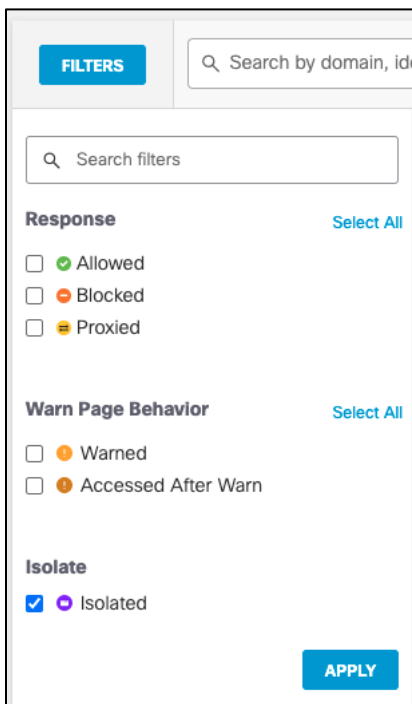 FILTERS
Search by domain, ide
Search filters
Response
Select All
Allowed
Blocked
Proxied
Warn Page Behavior
Select All
Warned
Accessed After Warn
Isolate
Isolated
APPLY